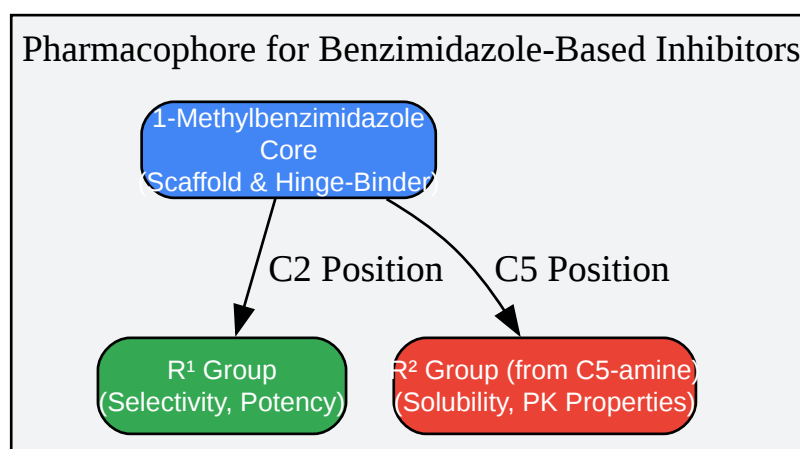 Pharmacophore for Benzimidazole-Based Inhibitors
1-Methylbenzimidazole
Core
(Scaffold & Hinge-Binder)
C2 Position
C5 Position
R¹ Group
(Selectivity, Potency)
R² Group (from C5-amine)
(Solubility, PK Properties)